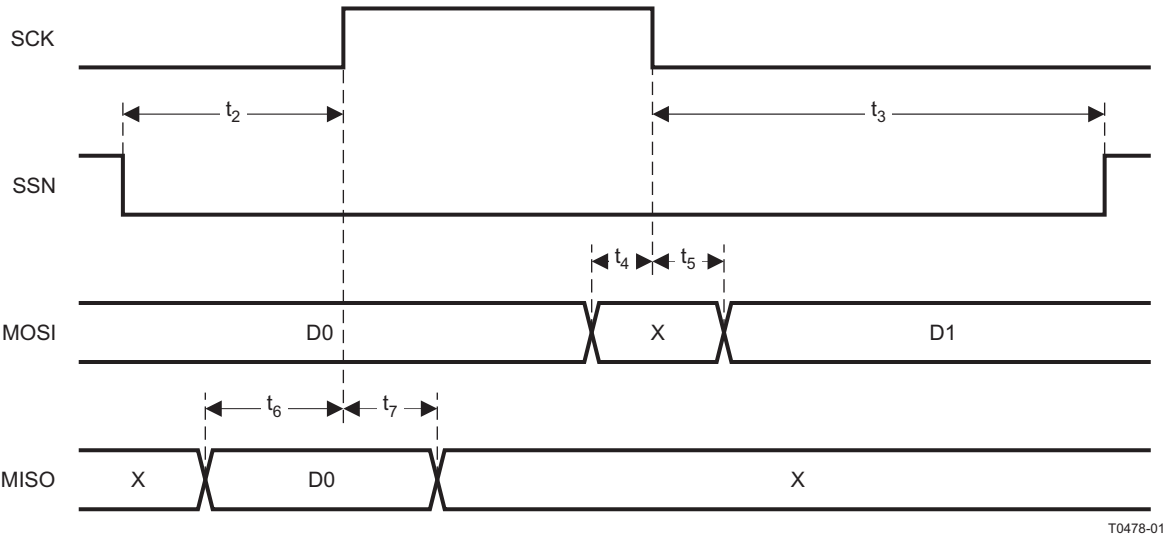 SCK
t2
t3
SSN
t4 t5
MOSI D0 X D1
t6 t7
MISO X D0 X
T0478-01